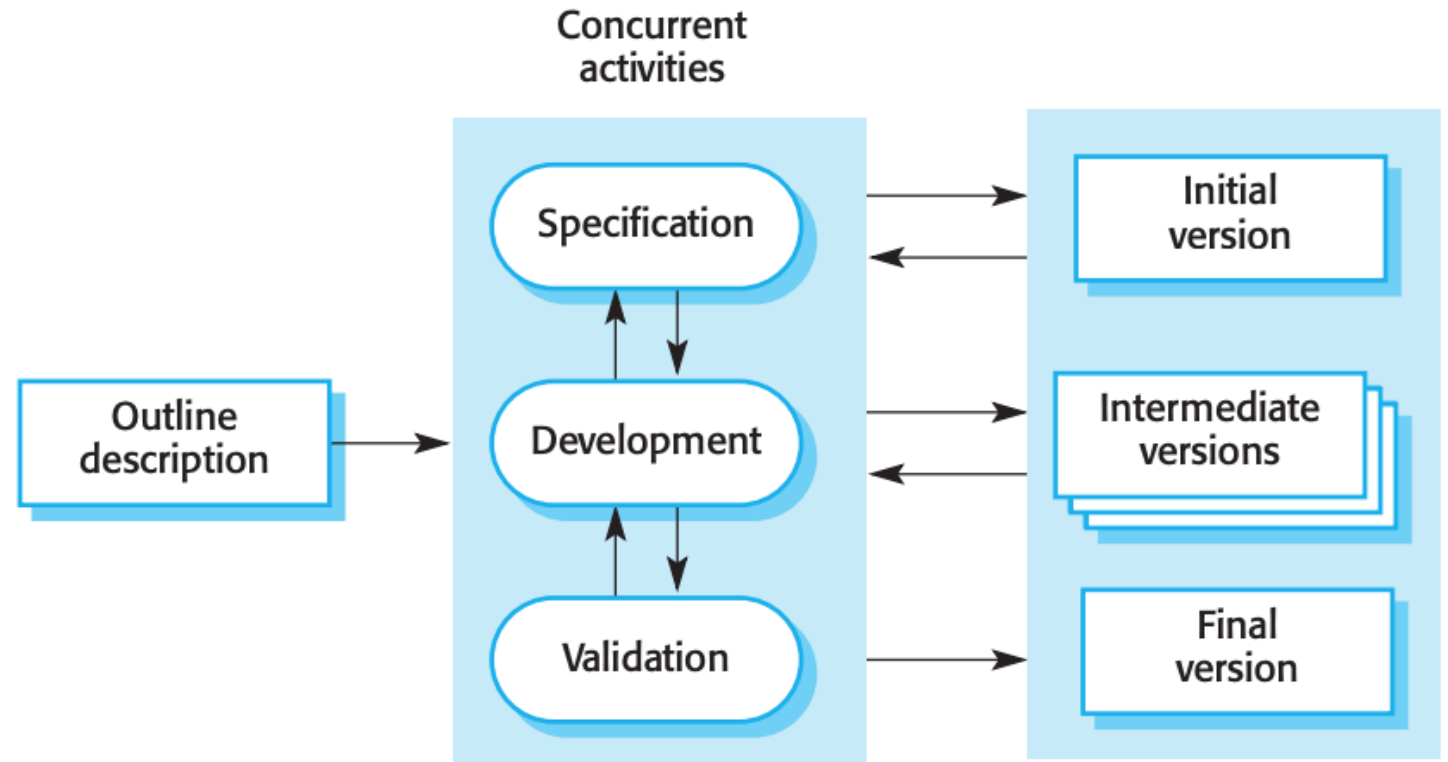 Concurrent
activities
Outline
description
Specification
Development
Validation
Initial
version
Intermediate
versions
Final
version